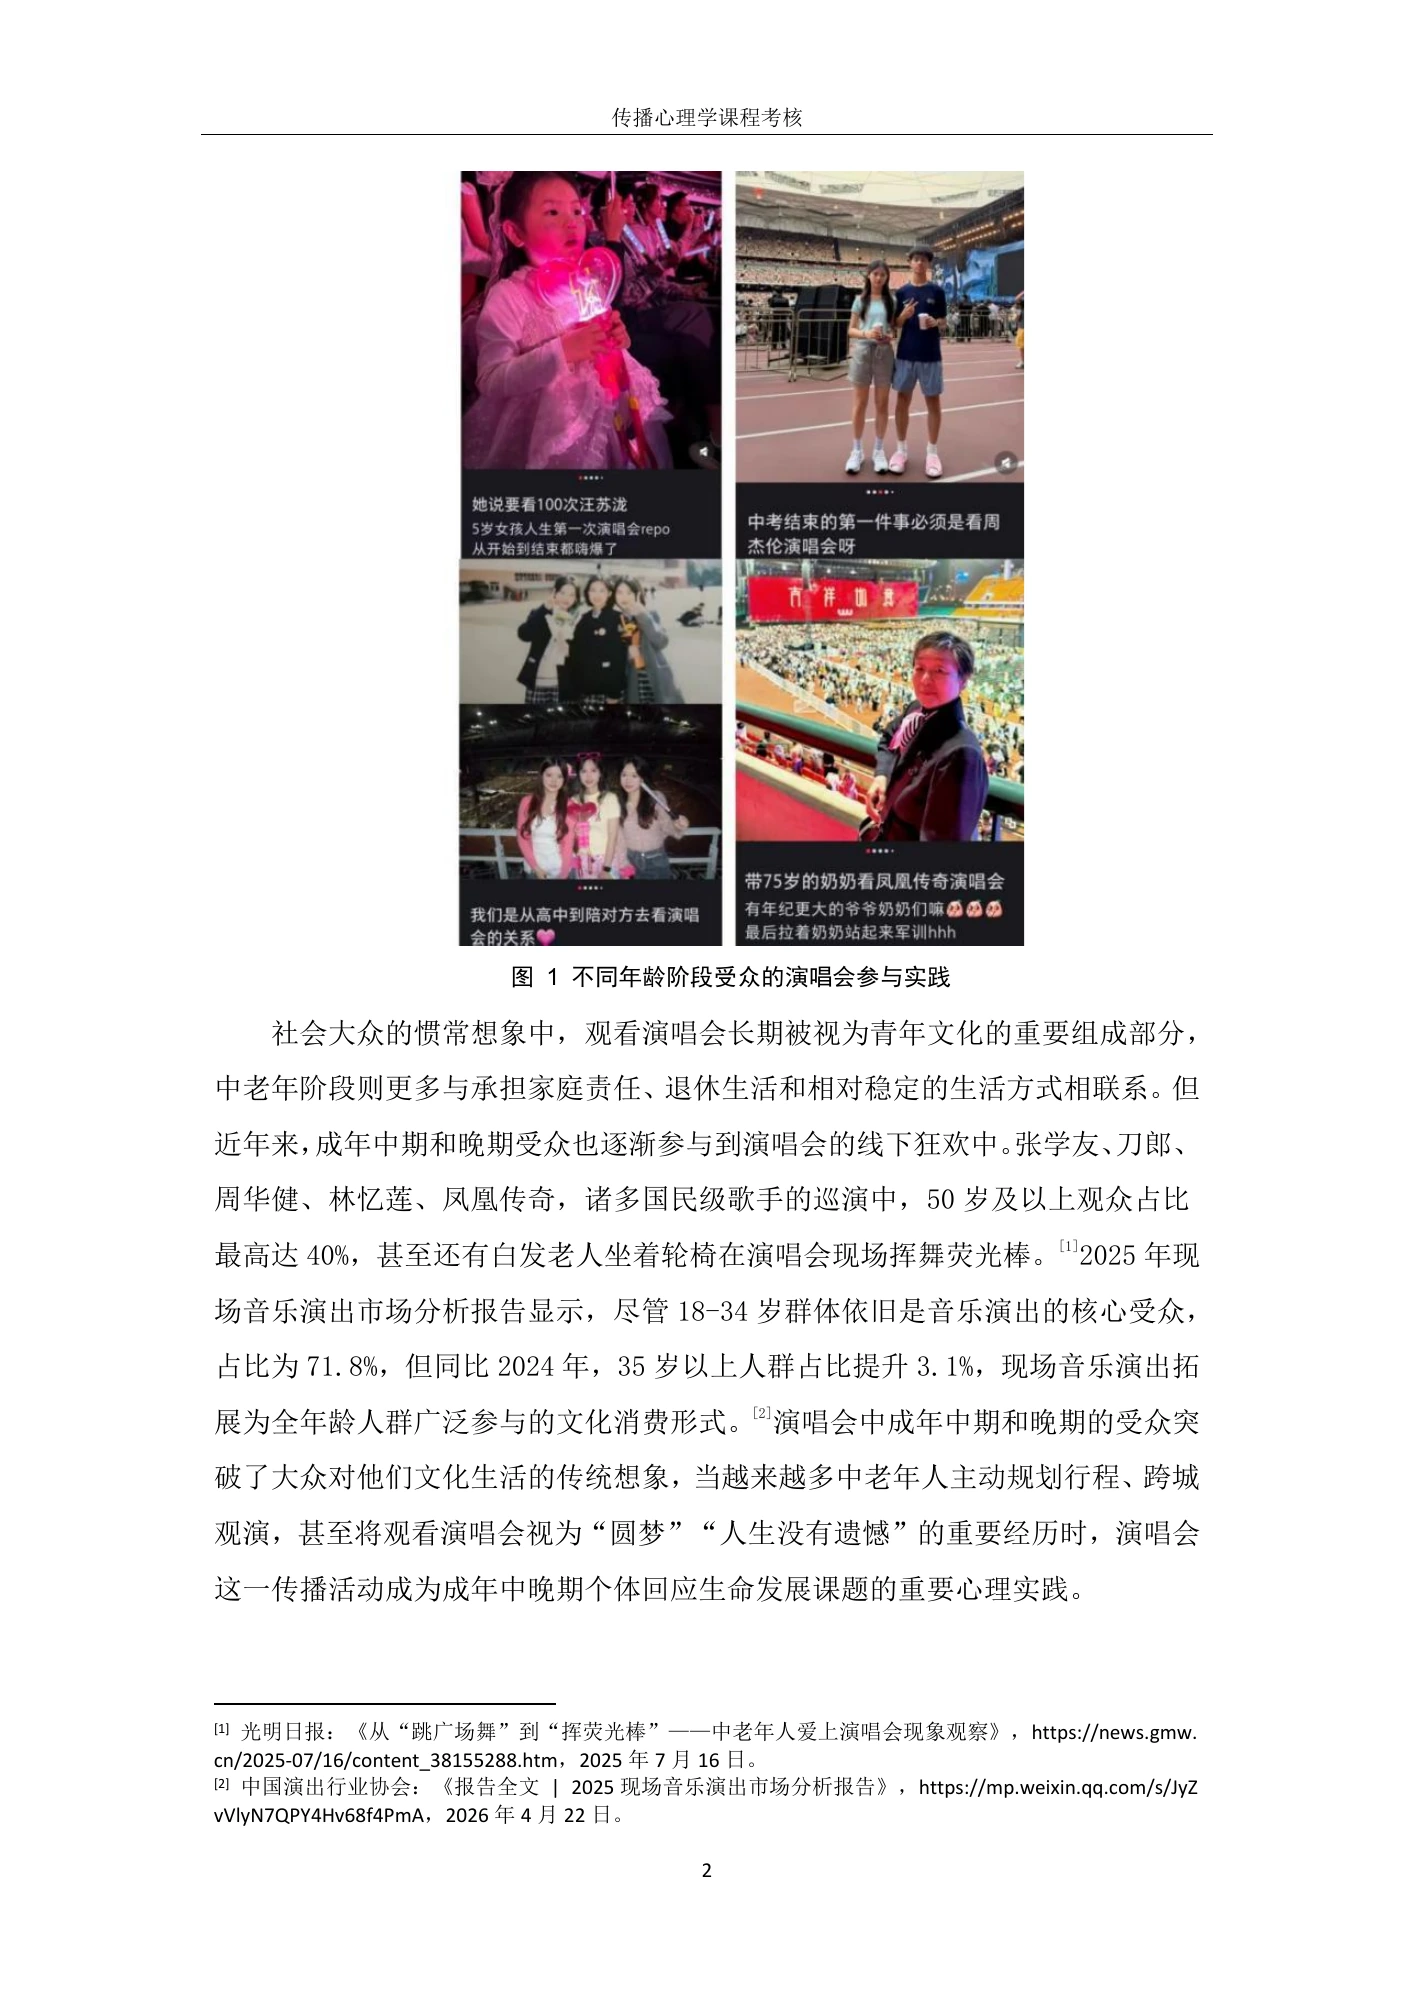 传播心理学课程考核
她说要看100次汪苏泷
5岁女孩人生第一次演唱会repo
从开始到结束都嗨爆了
中考结束的第一件事必须是看周
杰伦演唱会呀
吉祥如意
我们是从高中到陪对方去看演唱
会的关系💗
带75岁的奶奶看凤凰传奇演唱会
有年纪更大的爷爷奶奶们嘛
最后拉着奶奶站起来军训hhh
图 1 不同年龄阶段受众的演唱会参与实践
社会大众的惯常想象中，观看演唱会长期被视为青年文化的重要组成部分，
中老年阶段则更多与承担家庭责任、退休生活和相对稳定的生活方式相联系。但
近年来，成年中期和晚期受众也逐渐参与到演唱会的线下狂欢中。张学友、刀郎、
周华健、林忆莲、凤凰传奇，诸多国民级歌手的巡演中，50 岁及以上观众占比
最高达 40%，甚至还有白发老人坐着轮椅在演唱会现场挥舞荧光棒。[1]2025 年现
场音乐演出市场分析报告显示，尽管 18-34 岁群体依旧是音乐演出的核心受众，
占比为 71.8%，但同比 2024 年，35 岁以上人群占比提升 3.1%，现场音乐演出拓
展为全年龄人群广泛参与的文化消费形式。[2]演唱会中成年中期和晚期的受众突
破了大众对他们文化生活的传统想象，当越来越多中老年人主动规划行程、跨城
观演，甚至将观看演唱会视为“圆梦”“人生没有遗憾”的重要经历时，演唱会
这一传播活动成为成年中晚期个体回应生命发展课题的重要心理实践。
[1] 光明日报：《从“跳广场舞”到“挥荧光棒”——中老年人爱上演唱会现象观察》，https://news.gmw.
cn/2025-07/16/content_38155288.htm，2025 年 7 月 16 日。
[2] 中国演出行业协会：《报告全文 | 2025 现场音乐演出市场分析报告》，https://mp.weixin.qq.com/s/JyZ
vVlyN7QPY4Hv68f4PmA，2026 年 4 月 22 日。
2